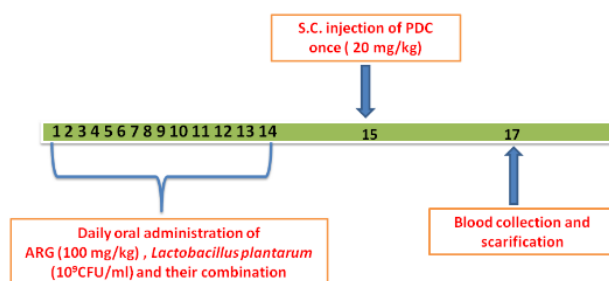 S.C. injection of PDC
once ( 20 mg/kg)
1 2 3 4 5 6 7 8 9 10 11 12 13 14 15 17
Daily oral administration of
ARG (100 mg/kg) , Lactobacillus plantarum
(10⁹CFU/ml) and their combination
Blood collection and
scarification